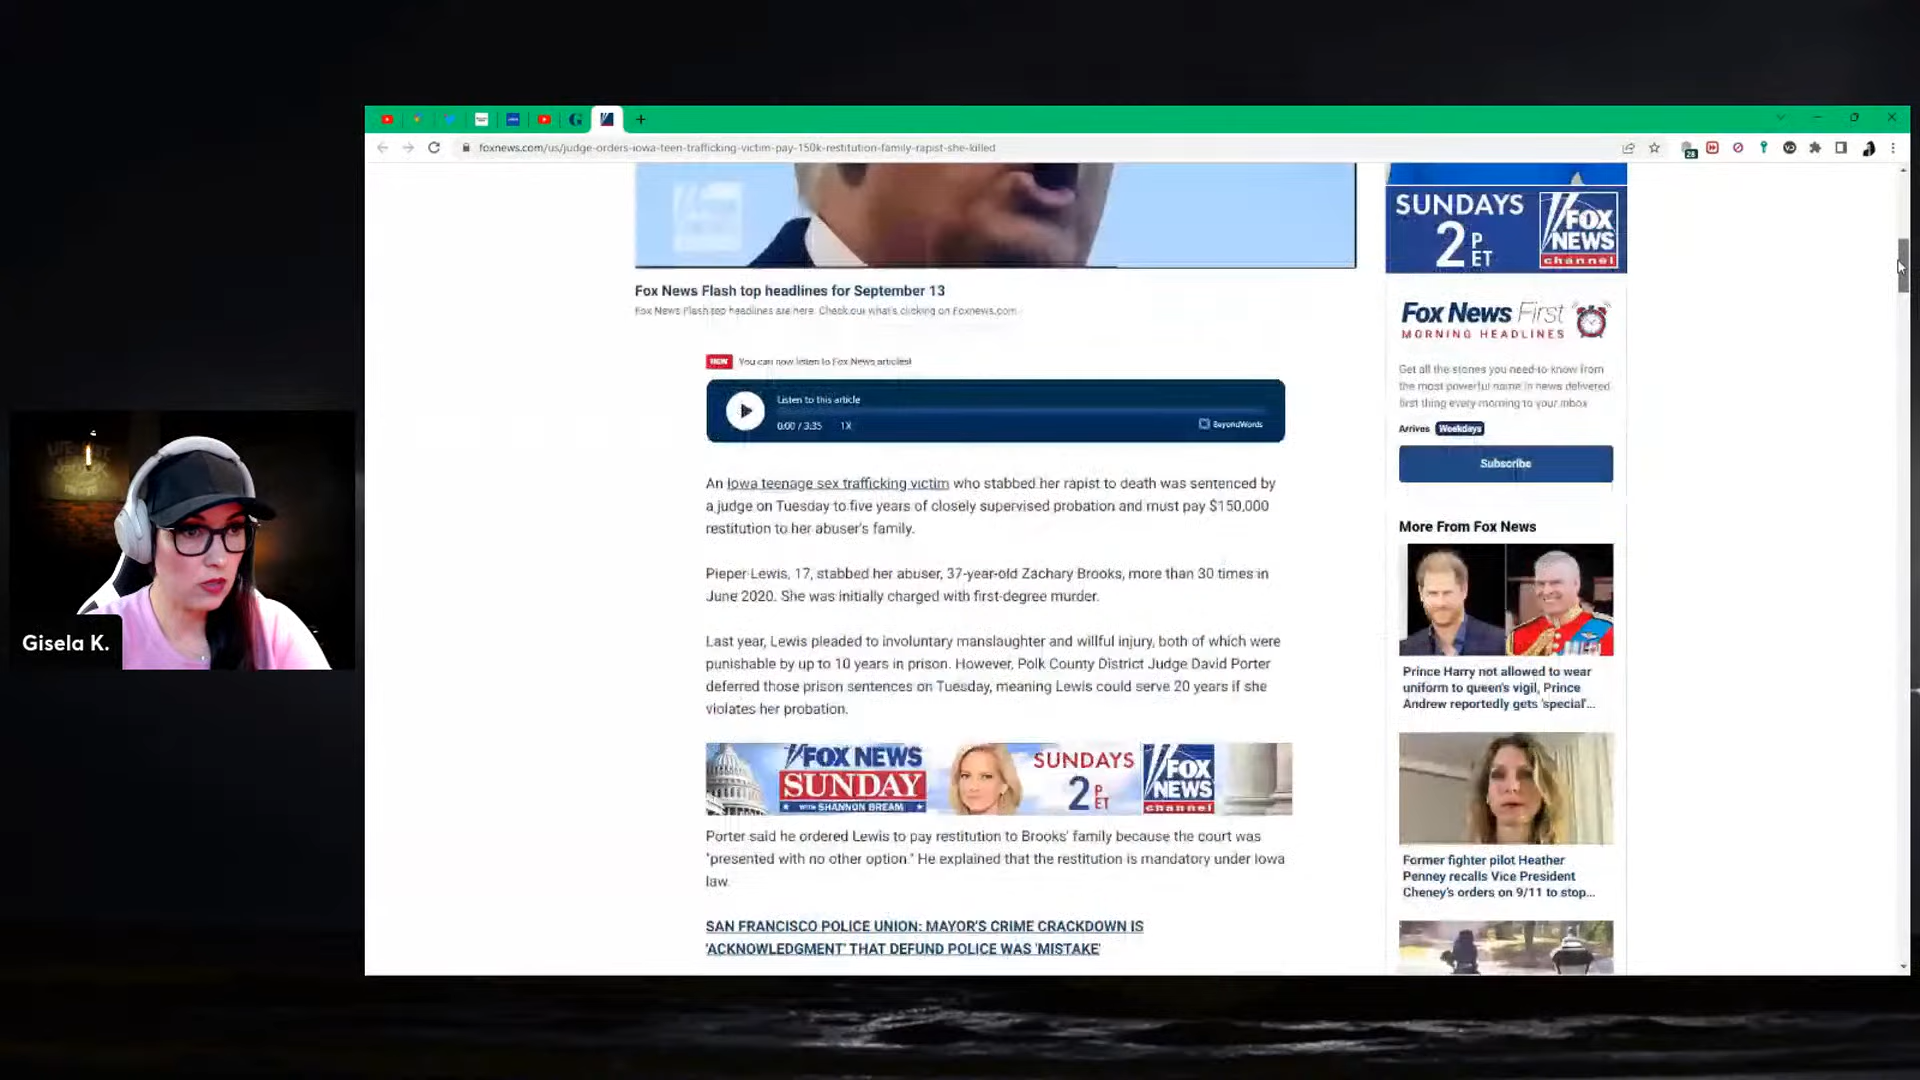 foxnews.com/us/judge-orders-iowa-teen-trafficking-victim-pay-150k-restitution-family-rapist-she-killed
28
SUNDAYS
2 P ET
FOX NEWS channel
Fox News Flash top headlines for September 13
Fox News Flash top headlines are here. Check out what's clicking on Foxnews.com
NEW You can now listen to Fox News articles!
Listen to this article
0:00 / 3:35 1X
BeyondWords
An Iowa teenage sex trafficking victim who stabbed her rapist to death was sentenced by
a judge on Tuesday to five years of closely supervised probation and must pay $150,000
restitution to her abuser's family.
Pieper Lewis, 17, stabbed her abuser, 37-year-old Zachary Brooks, more than 30 times in
June 2020. She was initially charged with first-degree murder.
Last year, Lewis pleaded to involuntary manslaughter and willful injury, both of which were
punishable by up to 10 years in prison. However, Polk County District Judge David Porter
deferred those prison sentences on Tuesday, meaning Lewis could serve 20 years if she
violates her probation.
FOX NEWS
SUNDAY
WITH SHANNON BREAM
SUNDAYS
2 P ET
FOX NEWS channel
Porter said he ordered Lewis to pay restitution to Brooks' family because the court was
"presented with no other option." He explained that the restitution is mandatory under Iowa
law.
SAN FRANCISCO POLICE UNION: MAYOR'S CRIME CRACKDOWN IS
'ACKNOWLEDGMENT' THAT DEFUND POLICE WAS 'MISTAKE'
Fox News First
MORNING HEADLINES
Get all the stories you need-to-know from
the most powerful name in news delivered
first thing every morning to your inbox
Arrives Weekdays
Subscribe
More From Fox News
Prince Harry not allowed to wear
uniform to queen's vigil, Prince
Andrew reportedly gets 'special'...
Former fighter pilot Heather
Penney recalls Vice President
Cheney's orders on 9/11 to stop...
Gisela K.